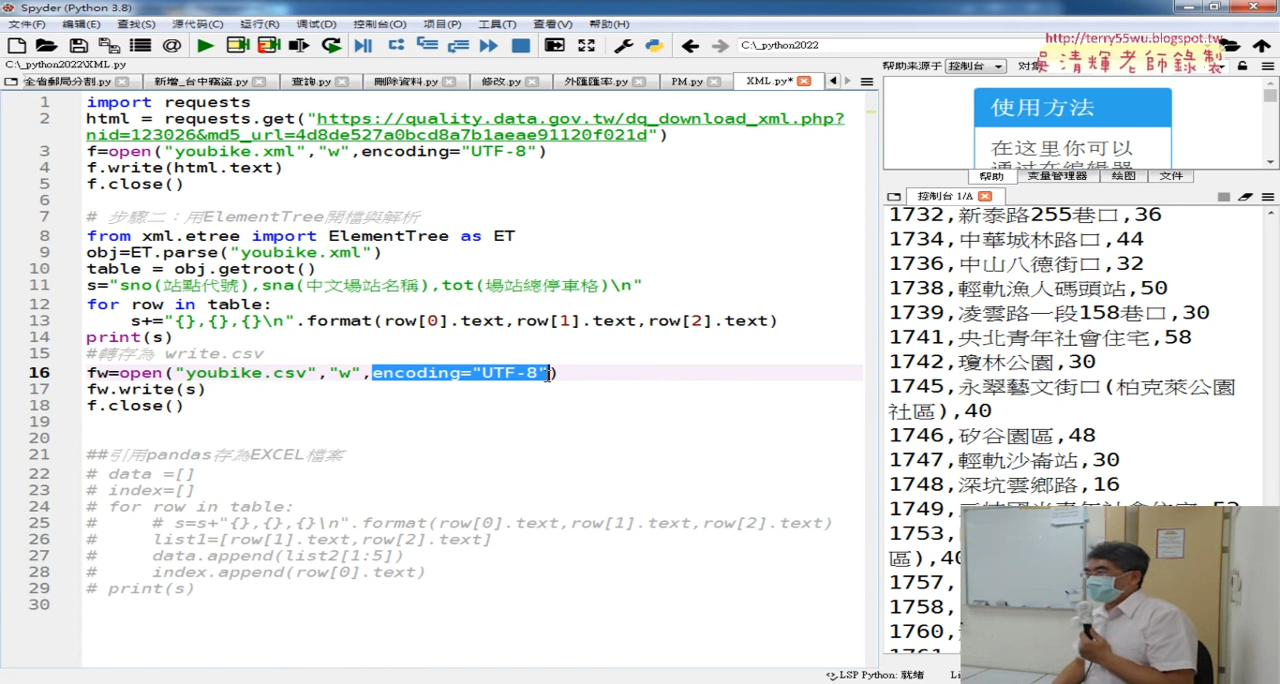 Spyder (Python 3.8)
文件(F) 编辑(E) 查找(S) 源代码(C) 运行(R) 调试(D) 控制台(O) 项目(P) 工具(T) 查看(V) 帮助(H)
C:\_python2022
http://terry55wu.blogspot.tw
吳清輝老師錄製
C:\_python2022\XML.py
全省郵局分割.py 新增_台中竊盜.py 查詢.py 刪除資料.py 修改.py 外匯匯率.py PM.py XML.py*
帮助来源于 控制台 对象
1 import requests
2 html = requests.get("https://quality.data.gov.tw/dq_download_xml.php?
nid=123026&md5_url=4d8de527a0bcd8a7b1aeae91120f021d")
3 f=open("youbike.xml","w",encoding="UTF-8")
4 f.write(html.text)
5 f.close()
6
7 # 步驟二：用ElementTree開檔與解析
8 from xml.etree import ElementTree as ET
9 obj=ET.parse("youbike.xml")
10 table = obj.getroot()
11 s="sno(站點代號),sna(中文場站名稱),tot(場站總停車格)\n"
12 for row in table:
13 s+="{},{},{}\n".format(row[0].text,row[1].text,row[2].text)
14 print(s)
15 #轉存為 write.csv
16 fw=open("youbike.csv","w",encoding="UTF-8")
17 fw.write(s)
18 f.close()
19
20
21 ##引用pandas存為EXCEL檔案
22 # data =[]
23 # index=[]
24 # for row in table:
25 # # s=s+"{},{},{}\n".format(row[0].text,row[1].text,row[2].text)
26 # list1=[row[1].text,row[2].text]
27 # data.append(list2[1:5])
28 # index.append(row[0].text)
29 # print(s)
30
使用方法
在这里你可以
通过在编辑器
帮助 变量管理器 绘图 文件
控制台 1/A
1732,新泰路255巷口,36
1734,中華城林路口,44
1736,中山八德街口,32
1738,輕軌漁人碼頭站,50
1739,凌雲路一段158巷口,30
1741,央北青年社會住宅,58
1742,瓊林公園,30
1745,永翠藝文街口(柏克萊公園
社區),40
1746,矽谷園區,48
1747,輕軌沙崙站,30
1748,深坑雲鄉路,16
1749,
1753,
區),40
1757,
1758,
1760,
1761,
LSP Python: 就绪